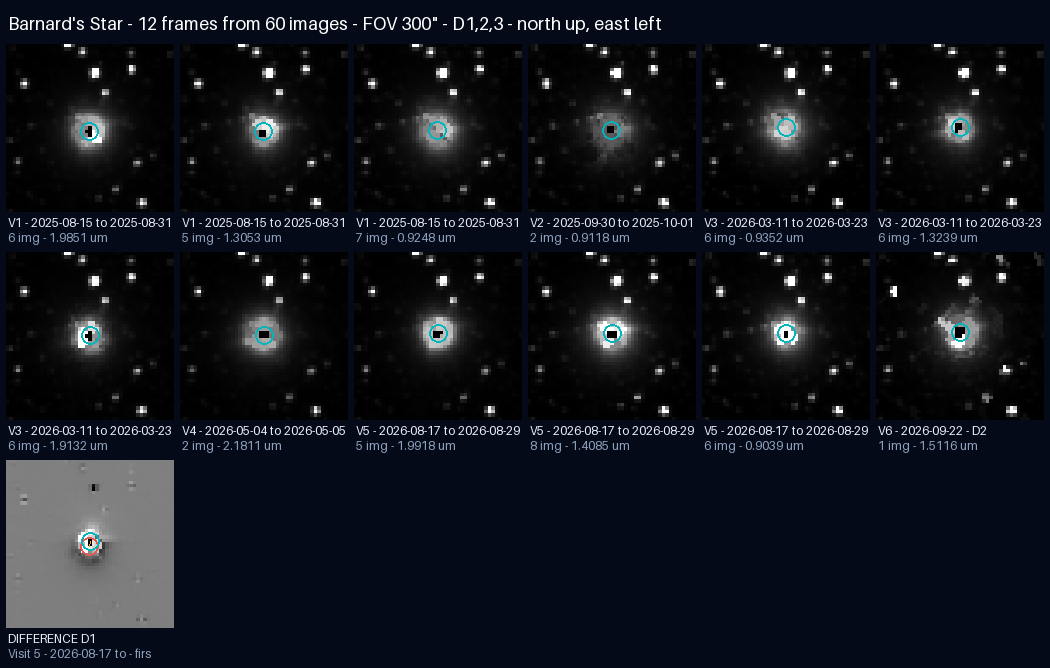 Barnard's Star - 12 frames from 60 images - FOV 300" - D1,2,3 - north up, east left
V1 - 2025-08-15 to 2025-08-31
6 img - 1.9851 um
V1 - 2025-08-15 to 2025-08-31
5 img - 1.3053 um
V1 - 2025-08-15 to 2025-08-31
7 img - 0.9248 um
V2 - 2025-09-30 to 2025-10-01
2 img - 0.9118 um
V3 - 2026-03-11 to 2026-03-23
6 img - 0.9352 um
V3 - 2026-03-11 to 2026-03-23
6 img - 1.3239 um
V3 - 2026-03-11 to 2026-03-23
6 img - 1.9132 um
V4 - 2026-05-04 to 2026-05-05
2 img - 2.1811 um
V5 - 2026-08-17 to 2026-08-29
5 img - 1.9918 um
V5 - 2026-08-17 to 2026-08-29
8 img - 1.4085 um
V5 - 2026-08-17 to 2026-08-29
6 img - 0.9039 um
V6 - 2026-09-22 - D2
1 img - 1.5116 um
DIFFERENCE D1
Visit 5 - 2026-08-17 to - firs